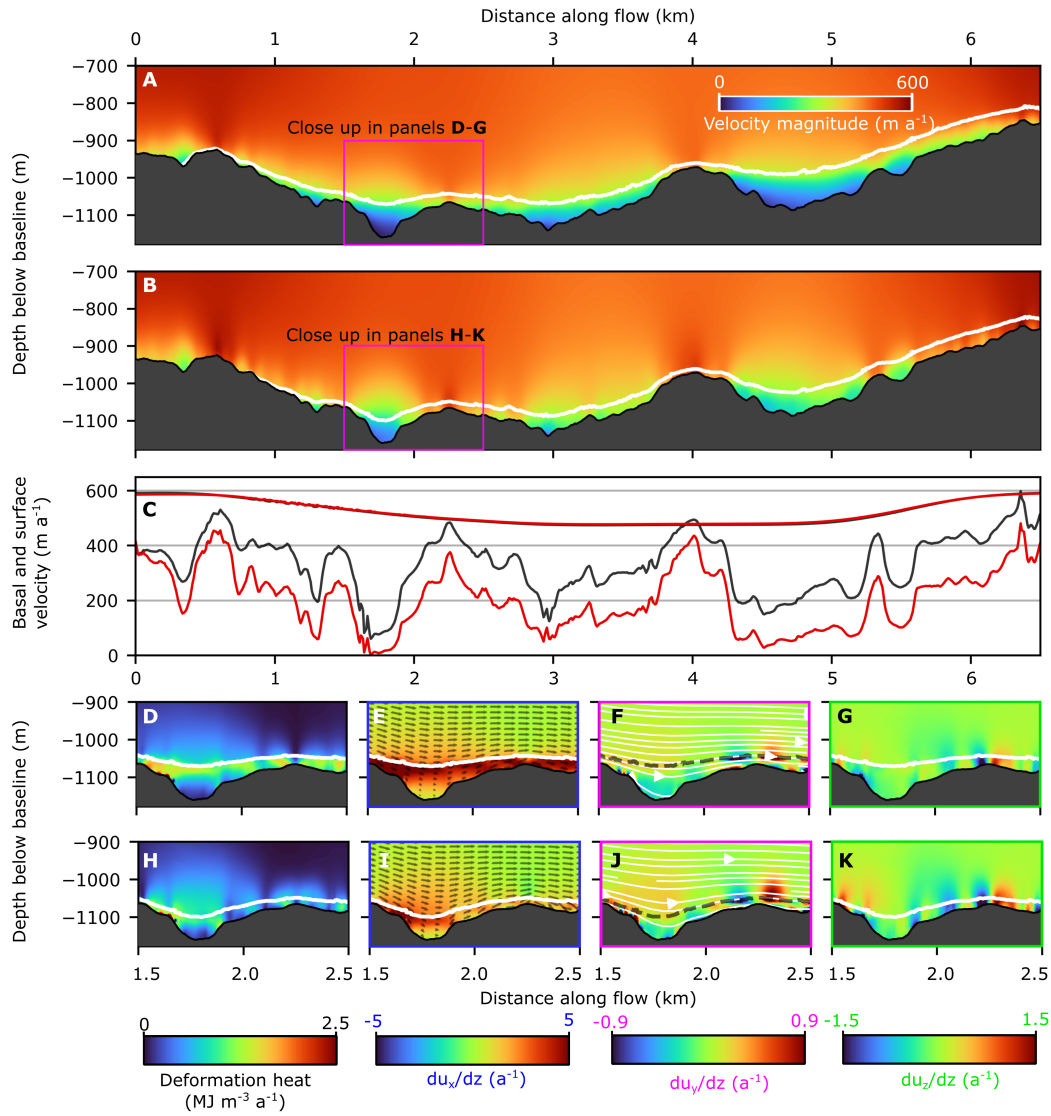 Distance along flow (km)
0 1 2 3 4 5 6
Depth below baseline (m)
−700
−800
−900
−1000
−1100
A
Close up in panels D-G
0 600
Velocity magnitude (m a⁻¹)
−700
−800
−900
−1000
−1100
B
Close up in panels H-K
Basal and surface
velocity (m a⁻¹)
600
400
200
0
C
0 1 2 3 4 5 6
Depth below baseline (m)
−900
−1000
−1100
D E F G
Depth below baseline (m)
−900
−1000
−1100
H I J K
1.5 2.0 2.5 1.5 2.0 2.5 1.5 2.0 2.5 1.5 2.0 2.5
Distance along flow (km)
0 2.5 -5 5 -0.9 0.9 -1.5 1.5
Deformation heat
(MJ m⁻³ a⁻¹)
duₓ/dz (a⁻¹)
du_y/dz (a⁻¹)
du_z/dz (a⁻¹)